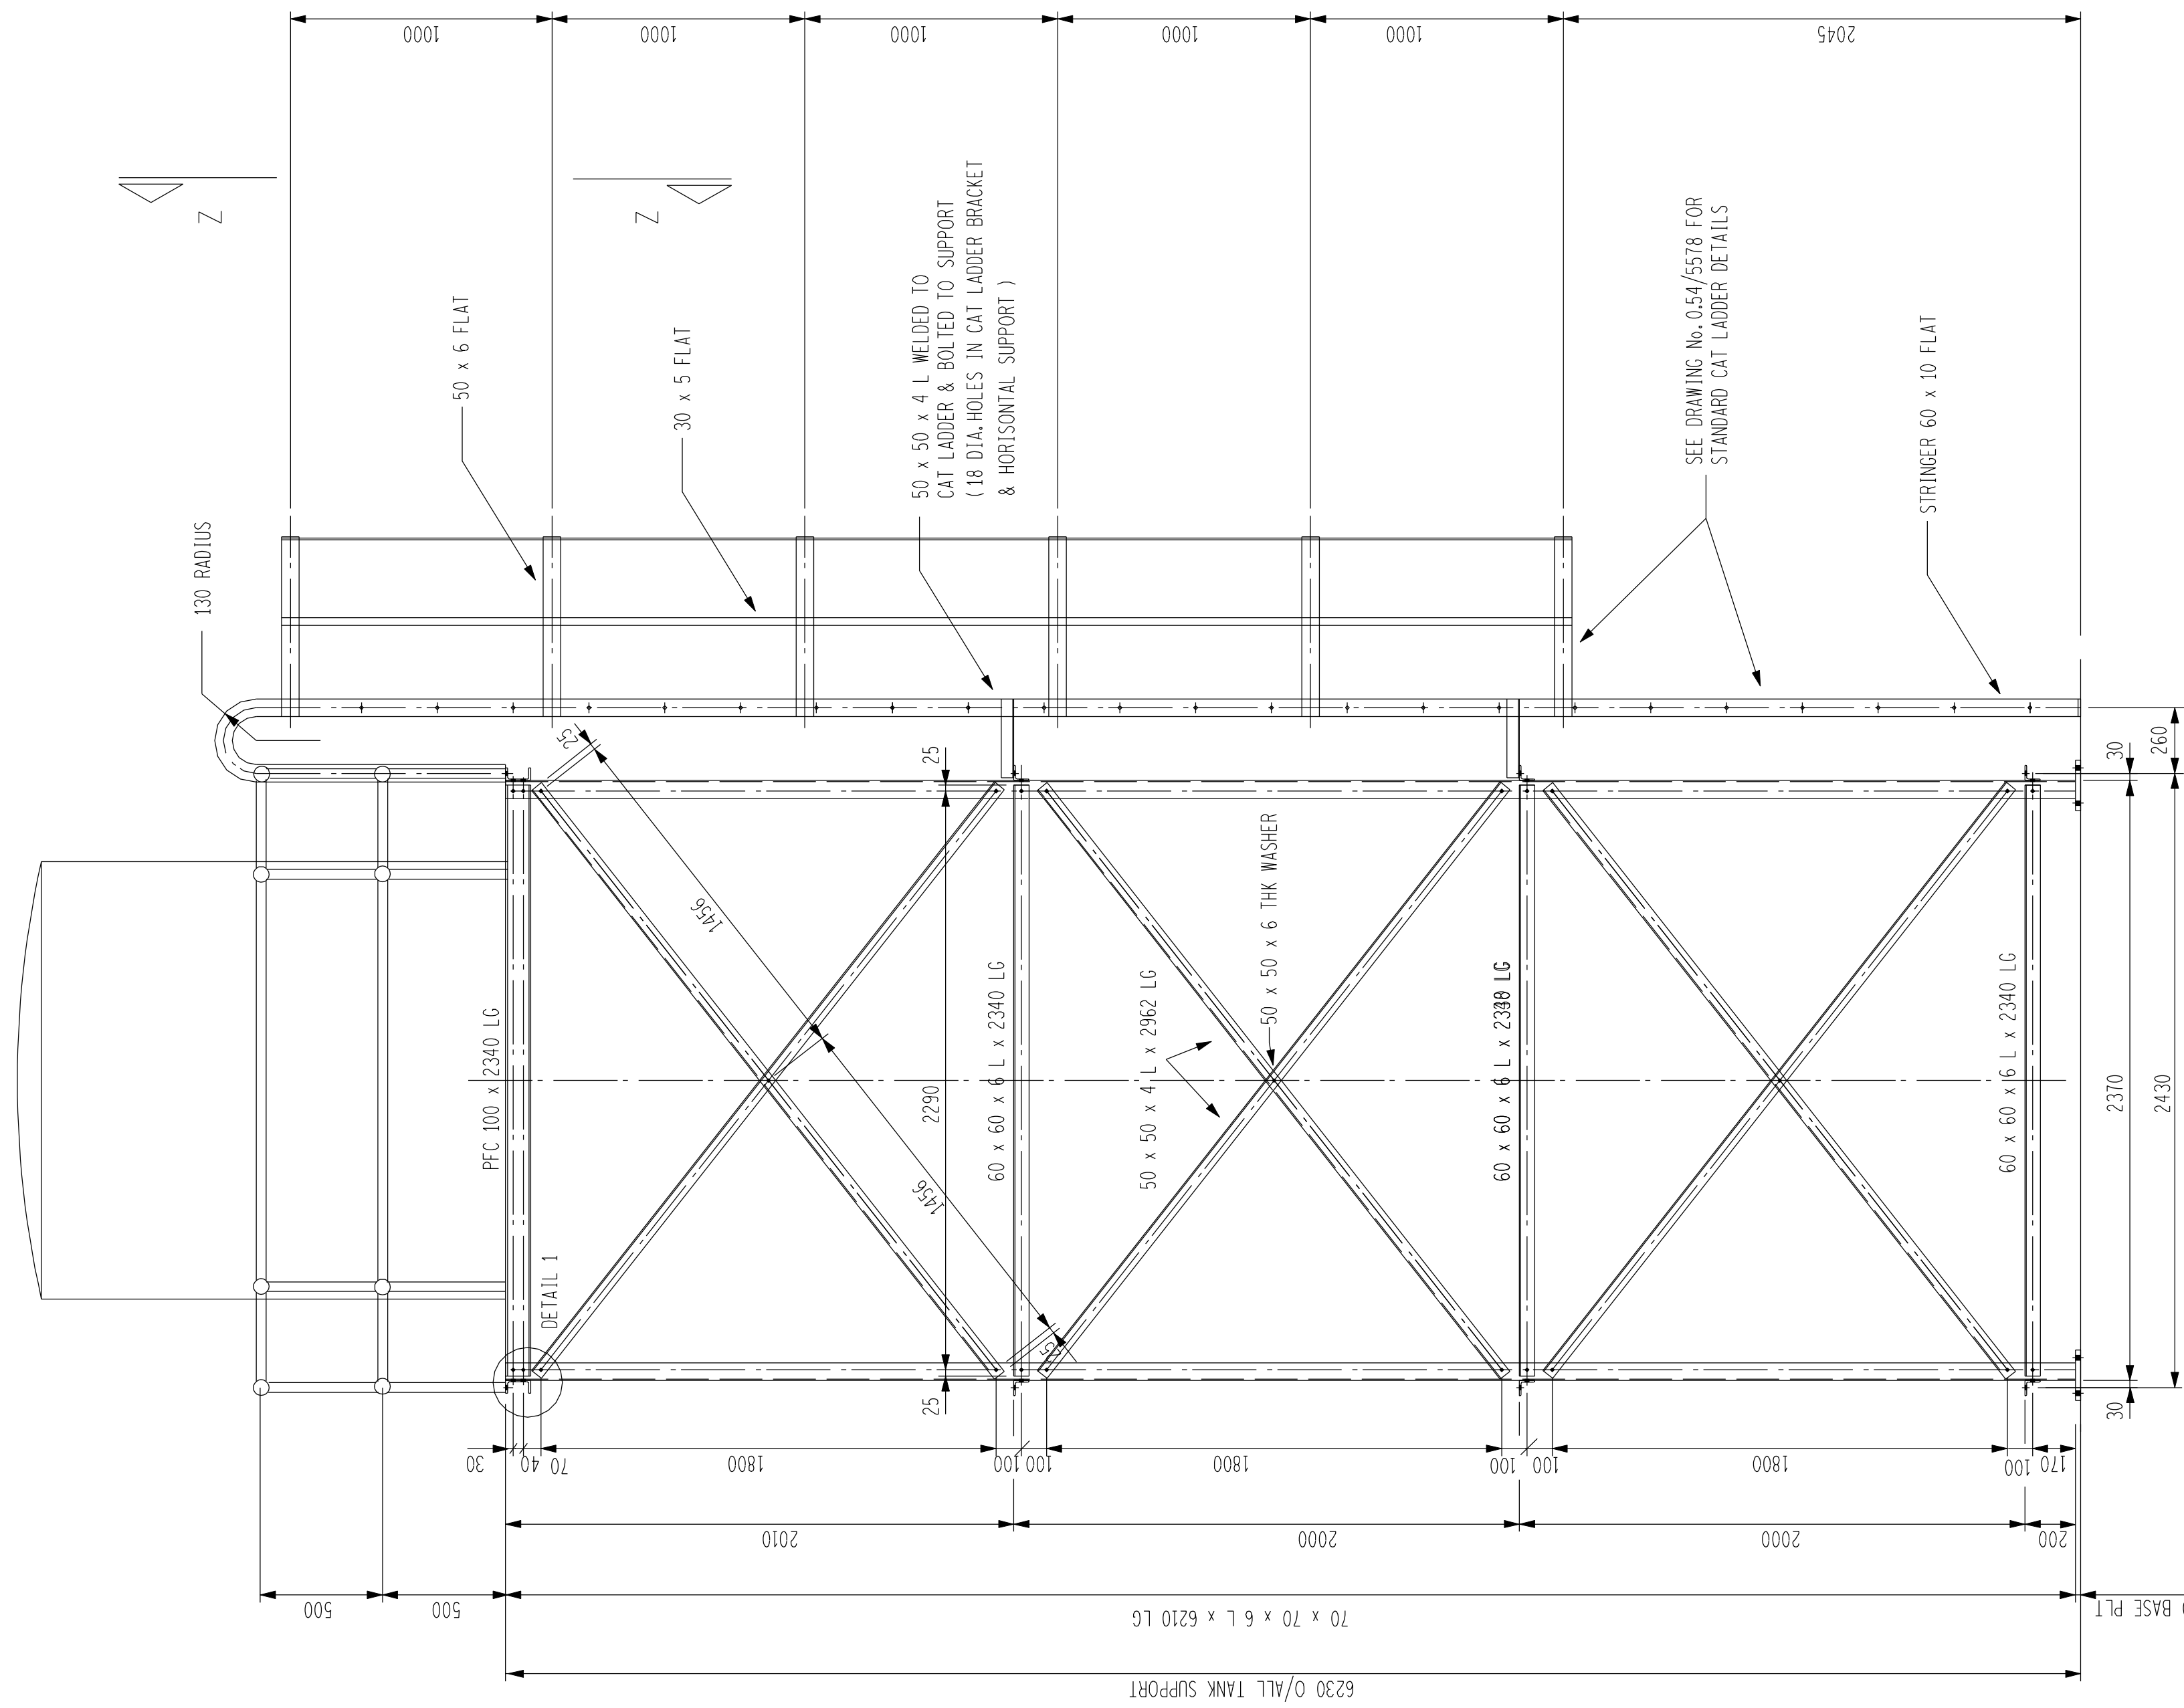 1000
1000
1000
1000
1000
2045
Z
Z
50 x 6 FLAT
30 x 5 FLAT
130 RADIUS
50 x 50 x 4 L WELDED TO
CAT LADDER & BOLTED TO SUPPORT
(18 DIA.HOLES IN CAT LADDER BRACKET
& HORISONTAL SUPPORT )
SEE DRAWING No.0.54/5578 FOR
STANDARD CAT LADDER DETAILS
STRINGER 60 x 10 FLAT
25
25
30
260
1456
50 x 50 x 6 THK WASHER
PFC 100 x 2340 LG
2290
60 x 60 x 6 L x 2340 LG
50 x 50 x 4 L x 2962 LG
60 x 60 x 6 L x
60 x 60 x 6 L x 2340 LG
2370
2430
1456
DETAIL 1
25
25
30
30
40
70
1800
100
100
1800
100
100
1800
100
170
2010
2000
2000
200
500
500
70 x 70 x 6 L x 6210 LG
BASE PLT
6230 O/ALL TANK SUPPORT